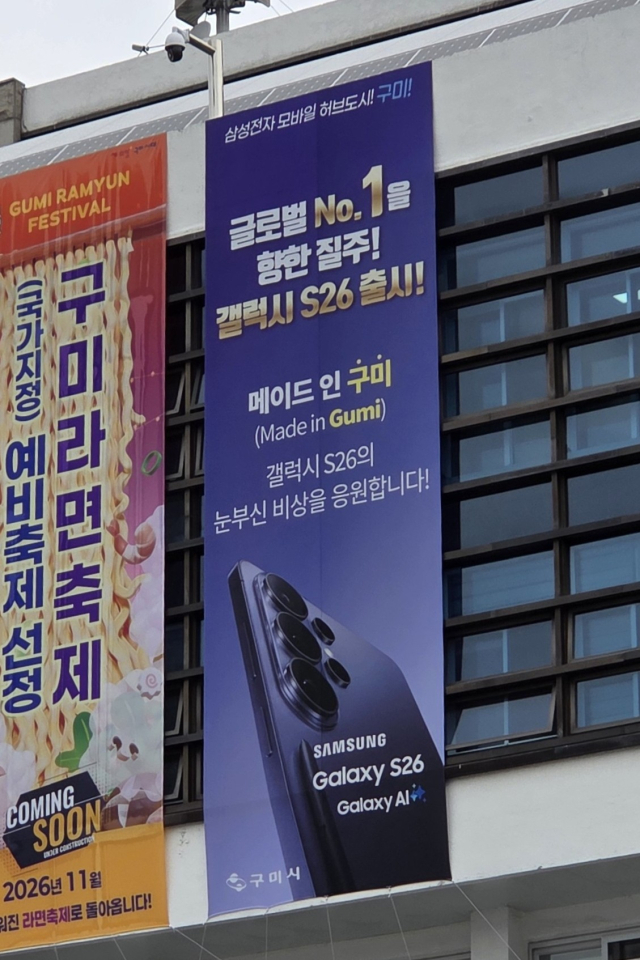 GUMI RAMYUN
FESTIVAL
구미라면축제
(국가지정) 예비축제 선정
COMING
SOON
UNDER CONSTRUCTION
2026년 11월
라면축제로 돌아옵니다!
삼성전자 모바일 허브도시! 구미!
글로벌 No.1을
향한 질주!
갤럭시 S26 출시!
메이드 인 구미
(Made in Gumi)
갤럭시 S26의
눈부신 비상을 응원합니다!
SAMSUNG
Galaxy S26
Galaxy AI
구미시